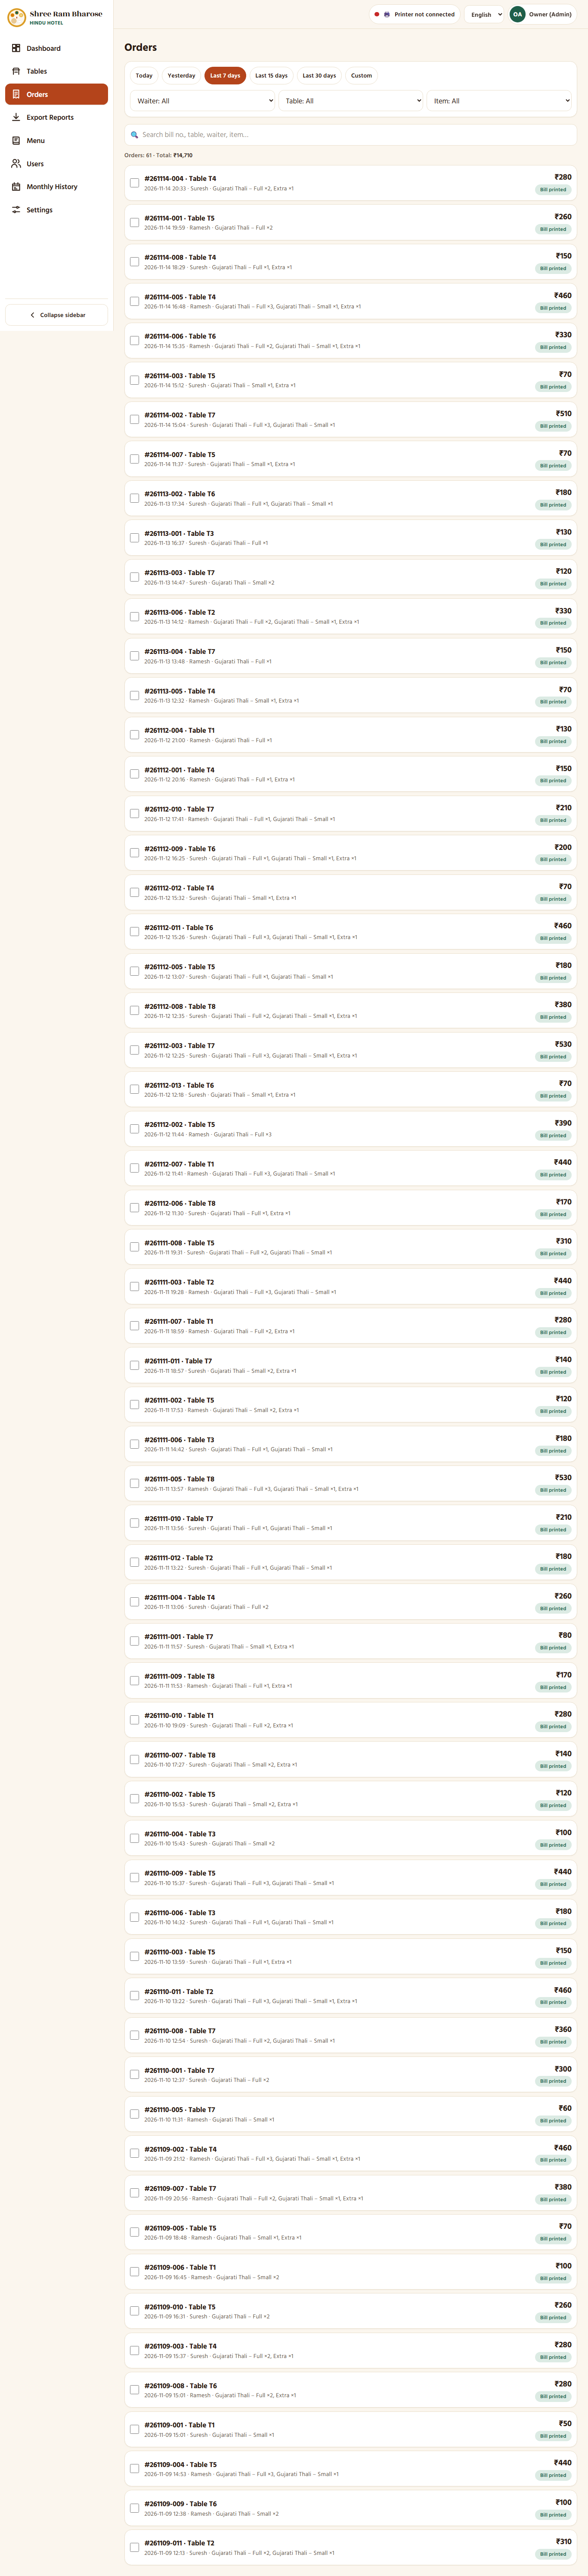 Shree Ram Bharose
HINDU HOTEL
Dashboard
Tables
Orders
Export Reports
Menu
Users
Monthly History
Settings
Collapse sidebar
Printer not connected
English
OA
Owner (Admin)
Orders
Today
Yesterday
Last 7 days
Last 15 days
Last 30 days
Custom
Waiter: All
Table: All
Item: All
Search bill no., table, waiter, item...
Orders: 61 · Total: ₹14,710
#261114-004 · Table T4
2026-11-14 20:33 · Suresh · Gujarati Thali – Full ×2, Extra ×1
₹280
Bill printed
#261114-001 · Table T5
2026-11-14 19:59 · Ramesh · Gujarati Thali – Full ×2
₹260
Bill printed
#261114-008 · Table T4
2026-11-14 18:29 · Suresh · Gujarati Thali – Full ×1, Extra ×1
₹150
Bill printed
#261114-005 · Table T4
2026-11-14 16:48 · Ramesh · Gujarati Thali – Full ×3, Gujarati Thali – Small ×1, Extra ×1
₹460
Bill printed
#261114-006 · Table T6
2026-11-14 15:35 · Ramesh · Gujarati Thali – Full ×2, Gujarati Thali – Small ×1, Extra ×1
₹330
Bill printed
#261114-003 · Table T5
2026-11-14 15:12 · Suresh · Gujarati Thali – Small ×1, Extra ×1
₹70
Bill printed
#261114-002 · Table T7
2026-11-14 15:04 · Suresh · Gujarati Thali – Full ×3, Gujarati Thali – Small ×1
₹510
Bill printed
#261114-007 · Table T5
2026-11-14 11:37 · Suresh · Gujarati Thali – Small ×1, Extra ×1
₹70
Bill printed
#261113-002 · Table T6
2026-11-13 17:34 · Suresh · Gujarati Thali – Full ×1, Gujarati Thali – Small ×1
₹180
Bill printed
#261113-001 · Table T3
2026-11-13 16:37 · Suresh · Gujarati Thali – Full ×1
₹130
Bill printed
#261113-003 · Table T7
2026-11-13 14:47 · Suresh · Gujarati Thali – Small ×2
₹120
Bill printed
#261113-006 · Table T2
2026-11-13 14:12 · Ramesh · Gujarati Thali – Full ×2, Gujarati Thali – Small ×1, Extra ×1
₹330
Bill printed
#261113-004 · Table T7
2026-11-13 13:48 · Ramesh · Gujarati Thali – Full ×1
₹150
Bill printed
#261113-005 · Table T4
2026-11-13 12:32 · Ramesh · Gujarati Thali – Small ×1, Extra ×1
₹70
Bill printed
#261112-004 · Table T1
2026-11-12 21:00 · Ramesh · Gujarati Thali – Full ×1
₹130
Bill printed
#261112-001 · Table T4
2026-11-12 20:16 · Ramesh · Gujarati Thali – Full ×1, Extra ×1
₹150
Bill printed
#261112-010 · Table T7
2026-11-12 17:41 · Ramesh · Gujarati Thali – Full ×1, Gujarati Thali – Small ×1
₹210
Bill printed
#261112-009 · Table T6
2026-11-12 16:25 · Suresh · Gujarati Thali – Full ×1, Gujarati Thali – Small ×1, Extra ×1
₹200
Bill printed
#261112-012 · Table T4
2026-11-12 15:32 · Suresh · Gujarati Thali – Small ×1, Extra ×1
₹70
Bill printed
#261112-011 · Table T6
2026-11-12 15:26 · Suresh · Gujarati Thali – Full ×3, Gujarati Thali – Small ×1, Extra ×1
₹460
Bill printed
#261112-005 · Table T5
2026-11-12 13:07 · Suresh · Gujarati Thali – Full ×1, Gujarati Thali – Small ×1
₹180
Bill printed
#261112-008 · Table T8
2026-11-12 12:35 · Suresh · Gujarati Thali – Full ×2, Gujarati Thali – Small ×1, Extra ×1
₹380
Bill printed
#261112-003 · Table T7
2026-11-12 12:25 · Suresh · Gujarati Thali – Full ×3, Gujarati Thali – Small ×1, Extra ×1
₹530
Bill printed
#261112-013 · Table T6
2026-11-12 12:18 · Suresh · Gujarati Thali – Small ×1, Extra ×1
₹70
Bill printed
#261112-002 · Table T5
2026-11-12 11:44 · Ramesh · Gujarati Thali – Full ×3
₹390
Bill printed
#261112-007 · Table T1
2026-11-12 11:41 · Ramesh · Gujarati Thali – Full ×3, Gujarati Thali – Small ×1
₹440
Bill printed
#261112-006 · Table T8
2026-11-12 11:30 · Suresh · Gujarati Thali – Full ×1, Extra ×1
₹170
Bill printed
#261111-008 · Table T5
2026-11-11 19:31 · Suresh · Gujarati Thali – Full ×2, Gujarati Thali – Small ×1
₹310
Bill printed
#261111-003 · Table T2
2026-11-11 19:28 · Ramesh · Gujarati Thali – Full ×3, Gujarati Thali – Small ×1
₹440
Bill printed
#261111-007 · Table T1
2026-11-11 18:59 · Ramesh · Gujarati Thali – Full ×2, Extra ×1
₹280
Bill printed
#261111-011 · Table T7
2026-11-11 18:57 · Suresh · Gujarati Thali – Small ×2, Extra ×1
₹140
Bill printed
#261111-002 · Table T5
2026-11-11 17:53 · Ramesh · Gujarati Thali – Small ×2, Extra ×1
₹120
Bill printed
#261111-006 · Table T3
2026-11-11 14:42 · Suresh · Gujarati Thali – Full ×1, Gujarati Thali – Small ×1
₹180
Bill printed
#261111-005 · Table T8
2026-11-11 13:57 · Ramesh · Gujarati Thali – Full ×3, Gujarati Thali – Small ×1, Extra ×1
₹530
Bill printed
#261111-010 · Table T7
2026-11-11 13:56 · Suresh · Gujarati Thali – Full ×1, Gujarati Thali – Small ×1
₹210
Bill printed
#261111-012 · Table T2
2026-11-11 13:22 · Suresh · Gujarati Thali – Full ×1, Gujarati Thali – Small ×1
₹180
Bill printed
#261111-004 · Table T4
2026-11-11 13:06 · Suresh · Gujarati Thali – Full ×2
₹260
Bill printed
#261111-001 · Table T7
2026-11-11 11:57 · Suresh · Gujarati Thali – Small ×1, Extra ×1
₹80
Bill printed
#261111-009 · Table T8
2026-11-11 11:53 · Ramesh · Gujarati Thali – Full ×1, Extra ×1
₹170
Bill printed
#261110-010 · Table T1
2026-11-10 19:09 · Suresh · Gujarati Thali – Full ×2, Extra ×1
₹280
Bill printed
#261110-007 · Table T8
2026-11-10 17:27 · Suresh · Gujarati Thali – Small ×2, Extra ×1
₹140
Bill printed
#261110-002 · Table T5
2026-11-10 15:53 · Suresh · Gujarati Thali – Small ×2, Extra ×1
₹120
Bill printed
#261110-004 · Table T3
2026-11-10 15:43 · Suresh · Gujarati Thali – Small ×2
₹100
Bill printed
#261110-009 · Table T5
2026-11-10 15:37 · Suresh · Gujarati Thali – Full ×3, Gujarati Thali – Small ×1
₹440
Bill printed
#261110-006 · Table T3
2026-11-10 14:32 · Suresh · Gujarati Thali – Full ×1, Gujarati Thali – Small ×1
₹180
Bill printed
#261110-003 · Table T5
2026-11-10 13:59 · Suresh · Gujarati Thali – Full ×1, Extra ×1
₹150
Bill printed
#261110-011 · Table T2
2026-11-10 13:22 · Suresh · Gujarati Thali – Full ×3, Gujarati Thali – Small ×1, Extra ×1
₹460
Bill printed
#261110-008 · Table T7
2026-11-10 12:54 · Suresh · Gujarati Thali – Full ×2, Gujarati Thali – Small ×1
₹360
Bill printed
#261110-001 · Table T7
2026-11-10 12:37 · Suresh · Gujarati Thali – Full ×2
₹300
Bill printed
#261110-005 · Table T7
2026-11-10 11:31 · Ramesh · Gujarati Thali – Small ×1
₹60
Bill printed
#261109-002 · Table T4
2026-11-09 21:12 · Ramesh · Gujarati Thali – Full ×3, Gujarati Thali – Small ×1, Extra ×1
₹460
Bill printed
#261109-007 · Table T7
2026-11-09 20:56 · Ramesh · Gujarati Thali – Full ×2, Gujarati Thali – Small ×1, Extra ×1
₹380
Bill printed
#261109-005 · Table T5
2026-11-09 18:48 · Ramesh · Gujarati Thali – Small ×1, Extra ×1
₹70
Bill printed
#261109-006 · Table T1
2026-11-09 16:45 · Ramesh · Gujarati Thali – Small ×2
₹100
Bill printed
#261109-010 · Table T5
2026-11-09 16:31 · Suresh · Gujarati Thali – Full ×2
₹260
Bill printed
#261109-003 · Table T4
2026-11-09 15:37 · Suresh · Gujarati Thali – Full ×2, Extra ×1
₹280
Bill printed
#261109-008 · Table T6
2026-11-09 15:01 · Ramesh · Gujarati Thali – Full ×2, Extra ×1
₹280
Bill printed
#261109-001 · Table T1
2026-11-09 15:01 · Suresh · Gujarati Thali – Small ×1
₹50
Bill printed
#261109-004 · Table T5
2026-11-09 14:53 · Ramesh · Gujarati Thali – Full ×3, Gujarati Thali – Small ×1
₹440
Bill printed
#261109-009 · Table T6
2026-11-09 12:38 · Ramesh · Gujarati Thali – Small ×2
₹100
Bill printed
#261109-011 · Table T2
2026-11-09 12:13 · Suresh · Gujarati Thali – Full ×2, Gujarati Thali – Small ×1
₹310
Bill printed